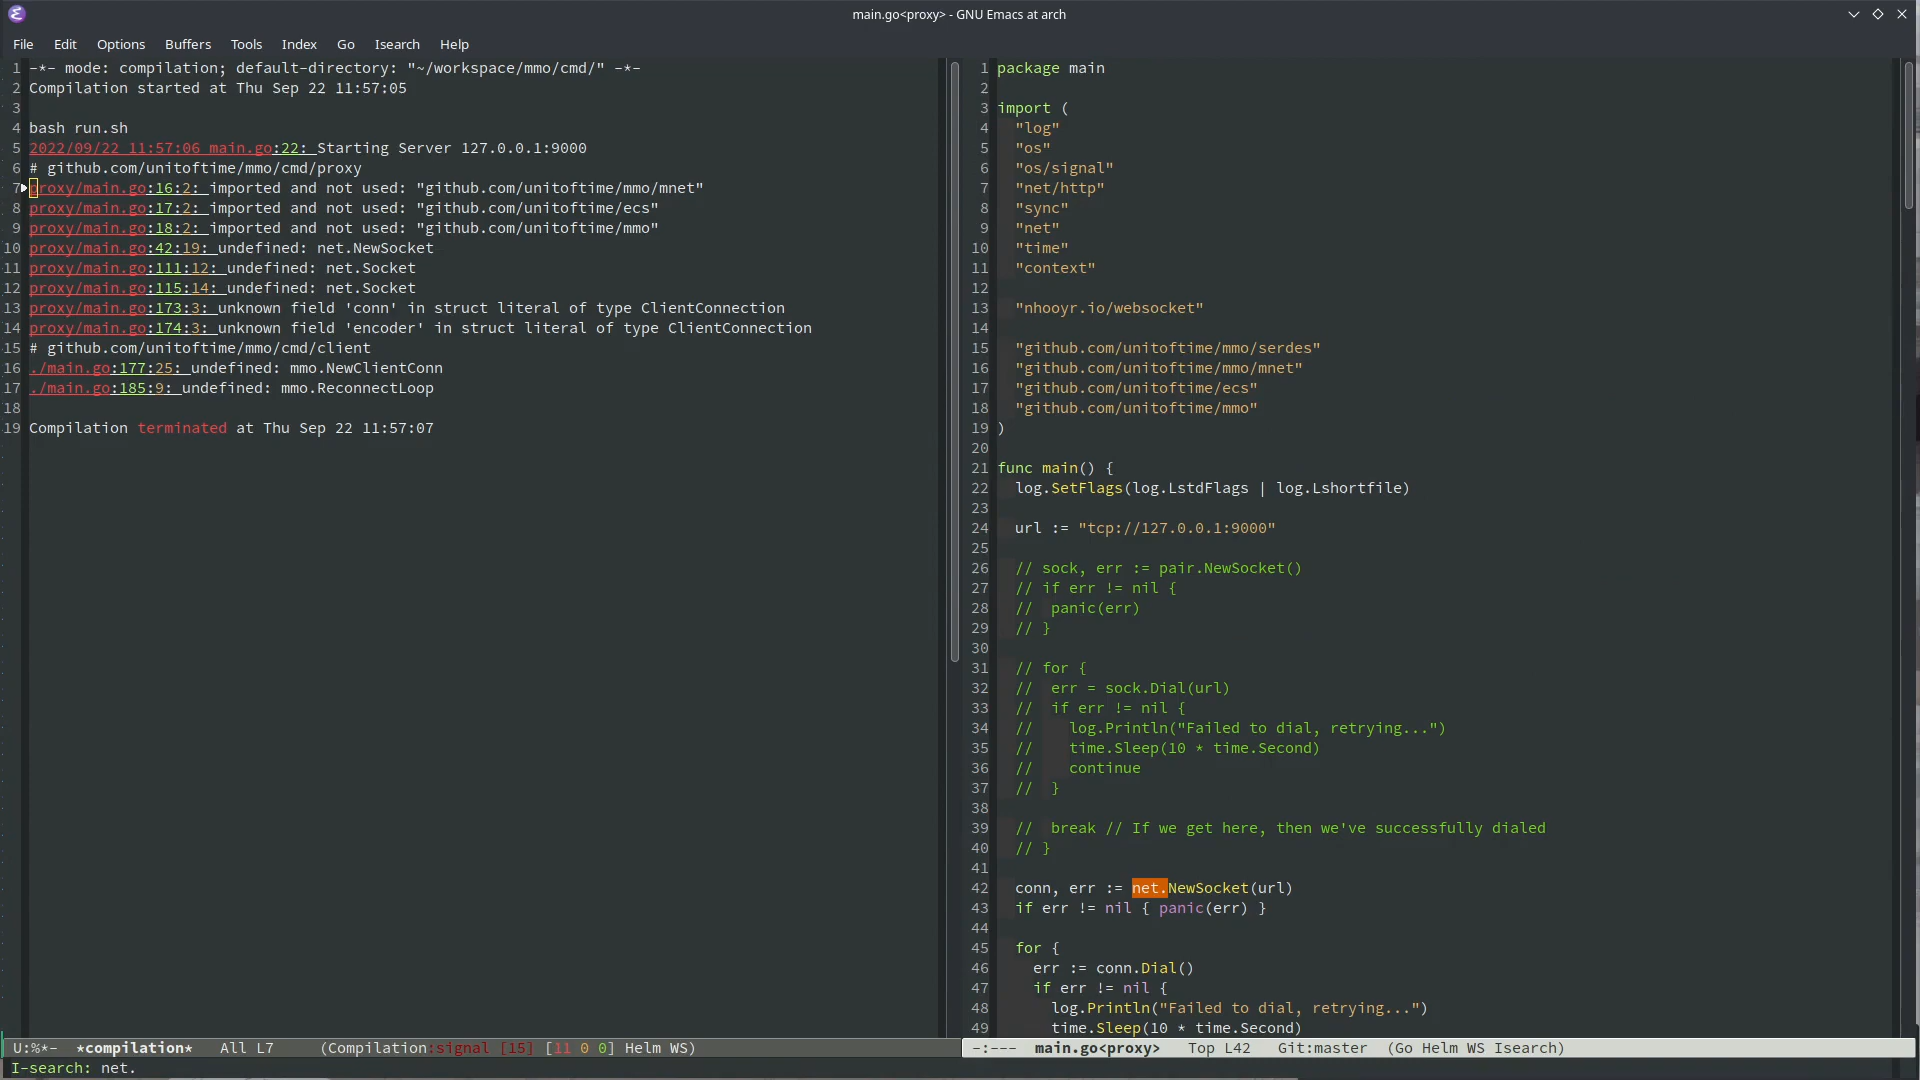 main.go<proxy> - GNU Emacs at arch
File Edit Options Buffers Tools Index Go Isearch Help
1 -*- mode: compilation; default-directory: "~/workspace/mmo/cmd/" -*-
2 Compilation started at Thu Sep 22 11:57:05
3
4 bash run.sh
5 2022/09/22 11:57:06 main.go:22: Starting Server 127.0.0.1:9000
6 # github.com/unitoftime/mmo/cmd/proxy
7 proxy/main.go:16:2: imported and not used: "github.com/unitoftime/mmo/mnet"
8 proxy/main.go:17:2: imported and not used: "github.com/unitoftime/ecs"
9 proxy/main.go:18:2: imported and not used: "github.com/unitoftime/mmo"
10 proxy/main.go:42:19: undefined: net.NewSocket
11 proxy/main.go:111:12: undefined: net.Socket
12 proxy/main.go:115:14: undefined: net.Socket
13 proxy/main.go:173:3: unknown field 'conn' in struct literal of type ClientConnection
14 proxy/main.go:174:3: unknown field 'encoder' in struct literal of type ClientConnection
15 # github.com/unitoftime/mmo/cmd/client
16 ./main.go:177:25: undefined: mmo.NewClientConn
17 ./main.go:185:9: undefined: mmo.ReconnectLoop
18
19 Compilation terminated at Thu Sep 22 11:57:07
U:%*- *compilation* All L7 (Compilation:signal [15] [11 0 0] Helm WS)
1 package main
2
3 import (
4 "log"
5 "os"
6 "os/signal"
7 "net/http"
8 "sync"
9 "net"
10 "time"
11 "context"
12
13 "nhooyr.io/websocket"
14
15 "github.com/unitoftime/mmo/serdes"
16 "github.com/unitoftime/mmo/mnet"
17 "github.com/unitoftime/ecs"
18 "github.com/unitoftime/mmo"
19 )
20
21 func main() {
22 log.SetFlags(log.LstdFlags | log.Lshortfile)
23
24 url := "tcp://127.0.0.1:9000"
25
26 // sock, err := pair.NewSocket()
27 // if err != nil {
28 // panic(err)
29 // }
30
31 // for {
32 // err = sock.Dial(url)
33 // if err != nil {
34 // log.Println("Failed to dial, retrying...")
35 // time.Sleep(10 * time.Second)
36 // continue
37 // }
38
39 // break // If we get here, then we've successfully dialed
40 // }
41
42 conn, err := net.NewSocket(url)
43 if err != nil { panic(err) }
44
45 for {
46 err := conn.Dial()
47 if err != nil {
48 log.Println("Failed to dial, retrying...")
49 time.Sleep(10 * time.Second)
-:--- main.go<proxy> Top L42 Git:master (Go Helm WS Isearch)
I-search: net.